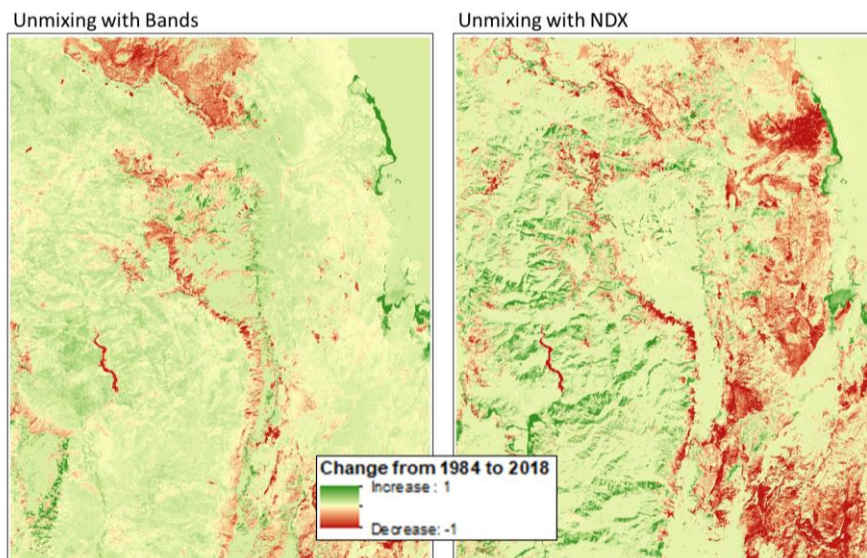 Unmixing with Bands
Unmixing with NDX
Change from 1984 to 2018
Increase : 1
Decrease: -1